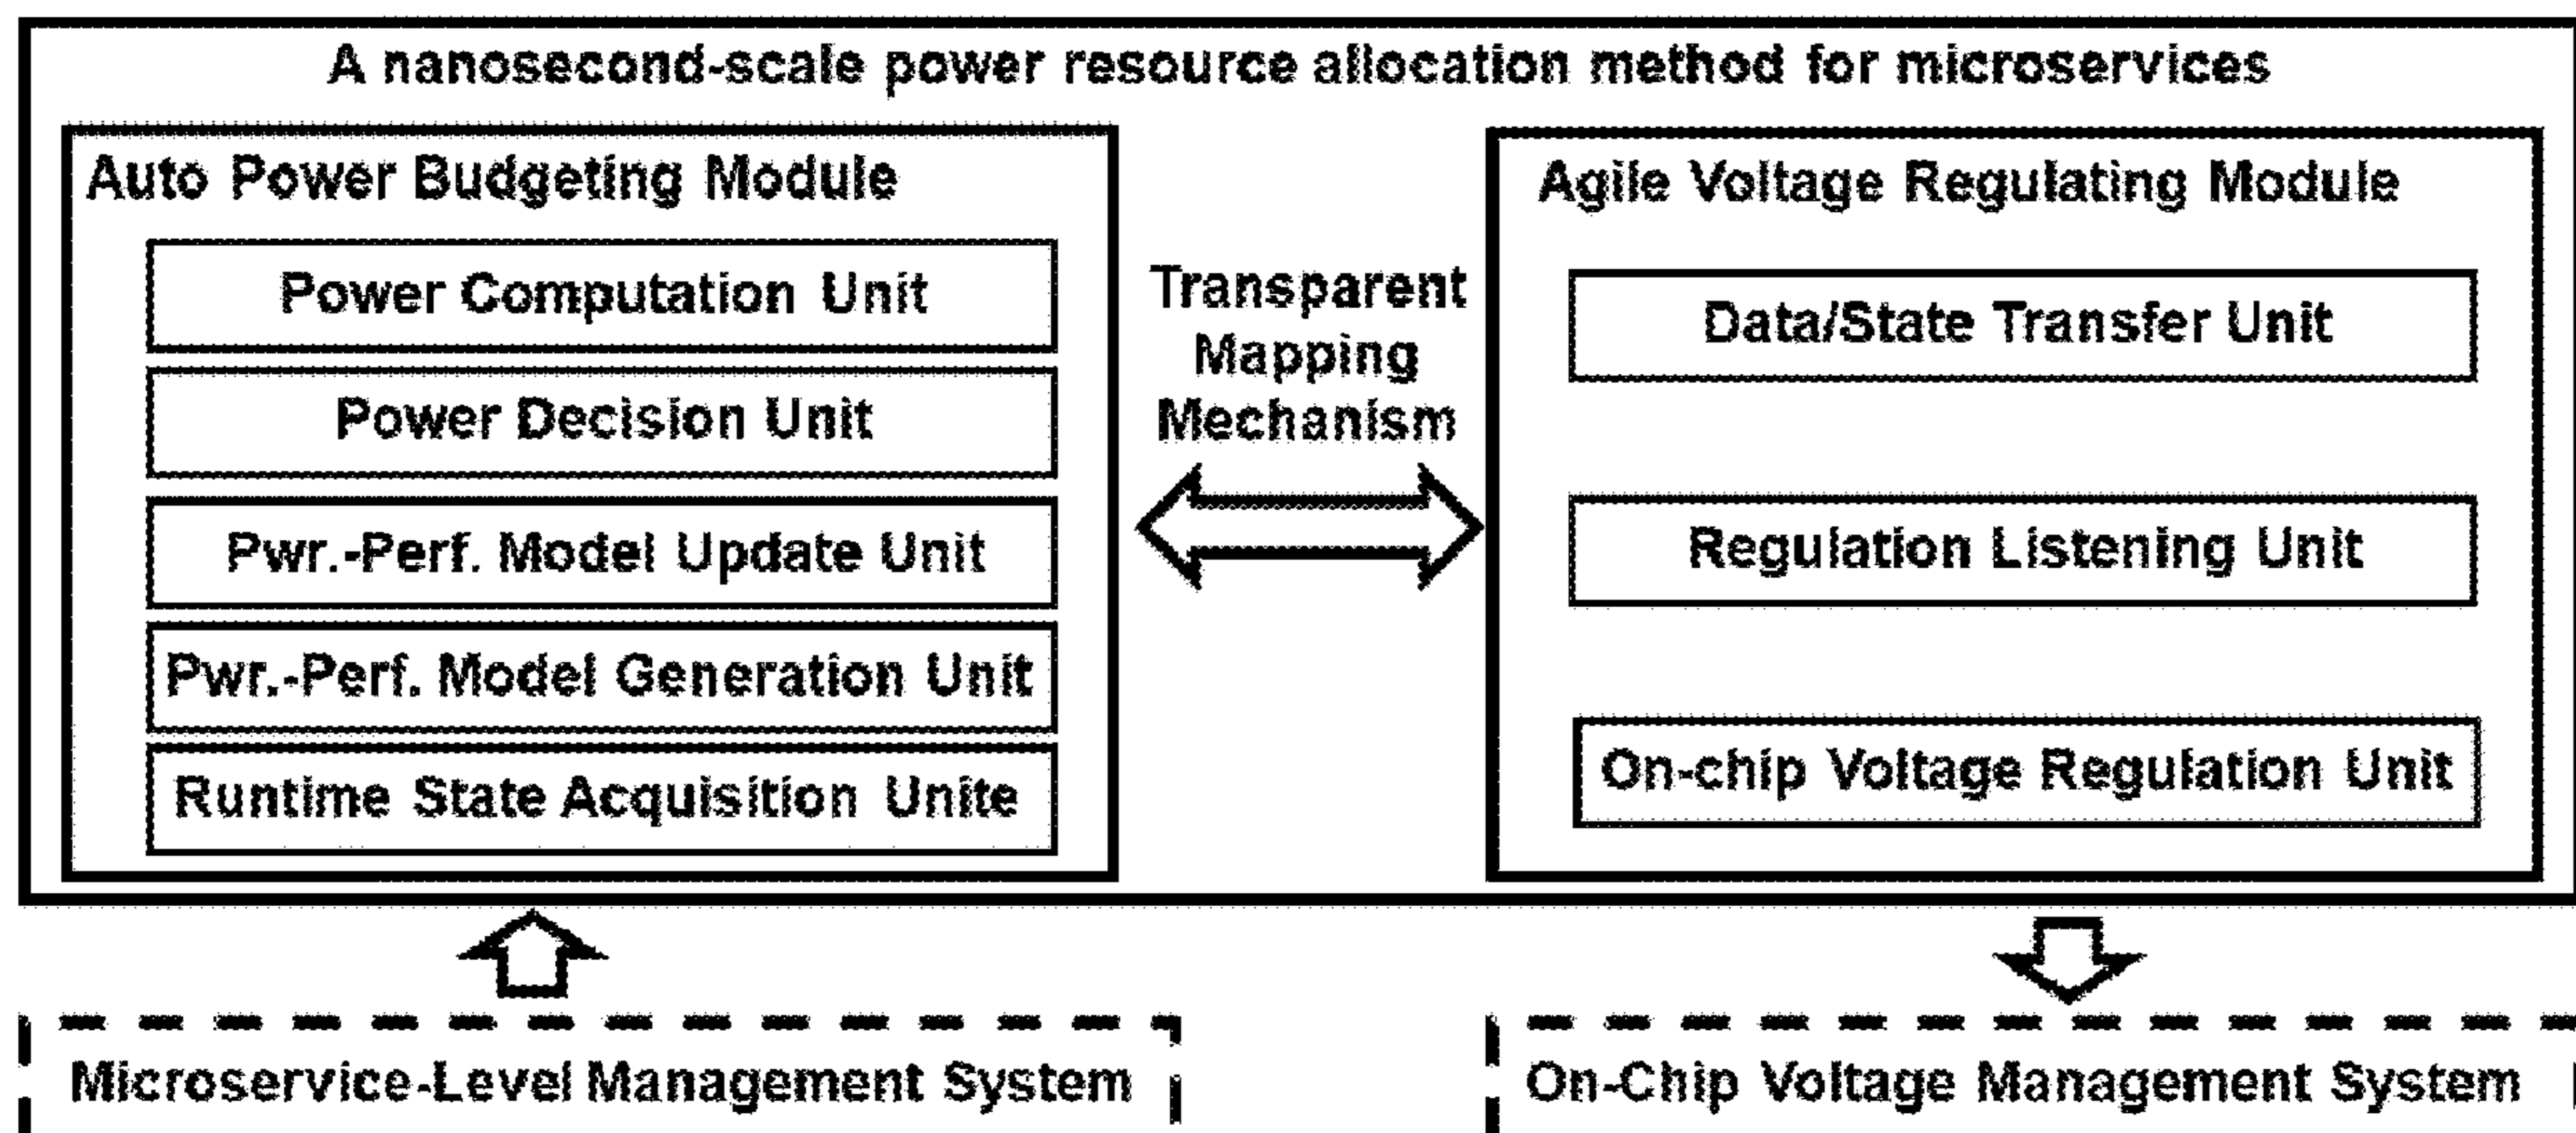 A nanosecond-scale power resource allocation method for microservices
Auto Power Budgeting Module
Power Computation Unit
Power Decision Unit
Pwr.-Perf. Model Update Unit
Pwr.-Perf. Model Generation Unit
Runtime State Acquisition Unite
Transparent
Mapping
Mechanism
Agile Voltage Regulating Module
Data/State Transfer Unit
Regulation Listening Unit
On-chip Voltage Regulation Unit
Microservice-Level Management System
On-Chip Voltage Management System